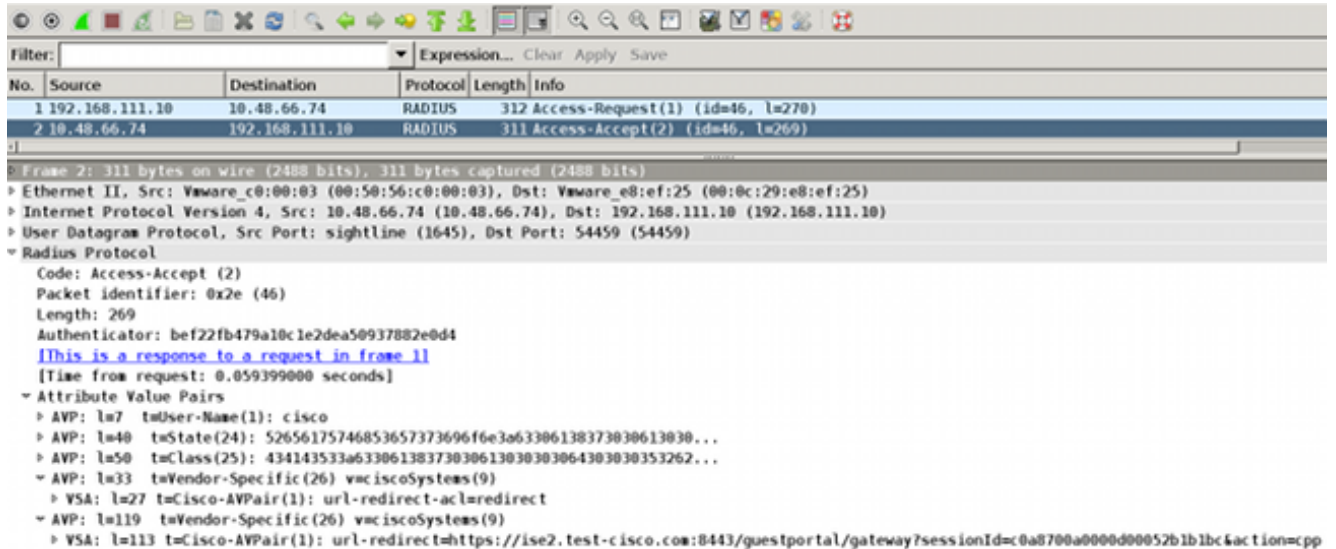 Filter: Expression... Clear Apply Save
No. Source Destination Protocol Length Info
1 192.168.111.10 10.48.66.74 RADIUS 312 Access-Request(1) (id=46, l=270)
2 10.48.66.74 192.168.111.10 RADIUS 311 Access-Accept(2) (id=46, l=269)
Frame 2: 311 bytes on wire (2488 bits), 311 bytes captured (2488 bits)
Ethernet II, Src: Vmware_c0:00:03 (00:50:56:c0:00:03), Dst: Vmware_e8:ef:25 (00:0c:29:e8:ef:25)
Internet Protocol Version 4, Src: 10.48.66.74 (10.48.66.74), Dst: 192.168.111.10 (192.168.111.10)
User Datagram Protocol, Src Port: sightline (1645), Dst Port: 54459 (54459)
Radius Protocol
Code: Access-Accept (2)
Packet identifier: 0x2e (46)
Length: 269
Authenticator: bef22fb479a10c1e2dea50937882e0d4
[This is a response to a request in frame 1]
[Time from request: 0.059399000 seconds]
Attribute Value Pairs
AVP: l=7 t=User-Name(1): cisco
AVP: l=40 t=State(24): 52656175746853657373696f6e3a63306138373030613030...
AVP: l=50 t=Class(25): 434143533a6330613837303061303030306430303030353262...
AVP: l=33 t=Vendor-Specific(26) v=ciscoSystems(9)
VSA: l=27 t=Cisco-AVPair(1): url-redirect-acl=redirect
AVP: l=119 t=Vendor-Specific(26) v=ciscoSystems(9)
VSA: l=113 t=Cisco-AVPair(1): url-redirect=https://ise2.test-cisco.com:8443/guestportal/gateway?sessionId=c0a8700a0000d00052b1b1bc&action=cpp